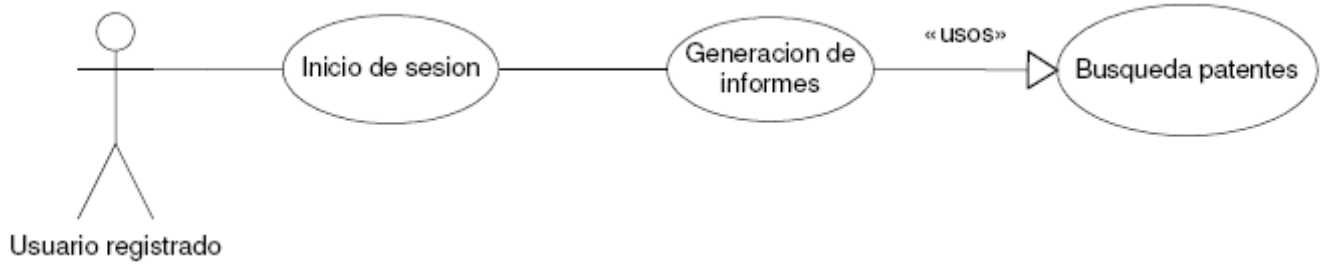 «usos»
Inicio de sesion
Generacion de
informes
Busqueda patentes
Usuario registrado